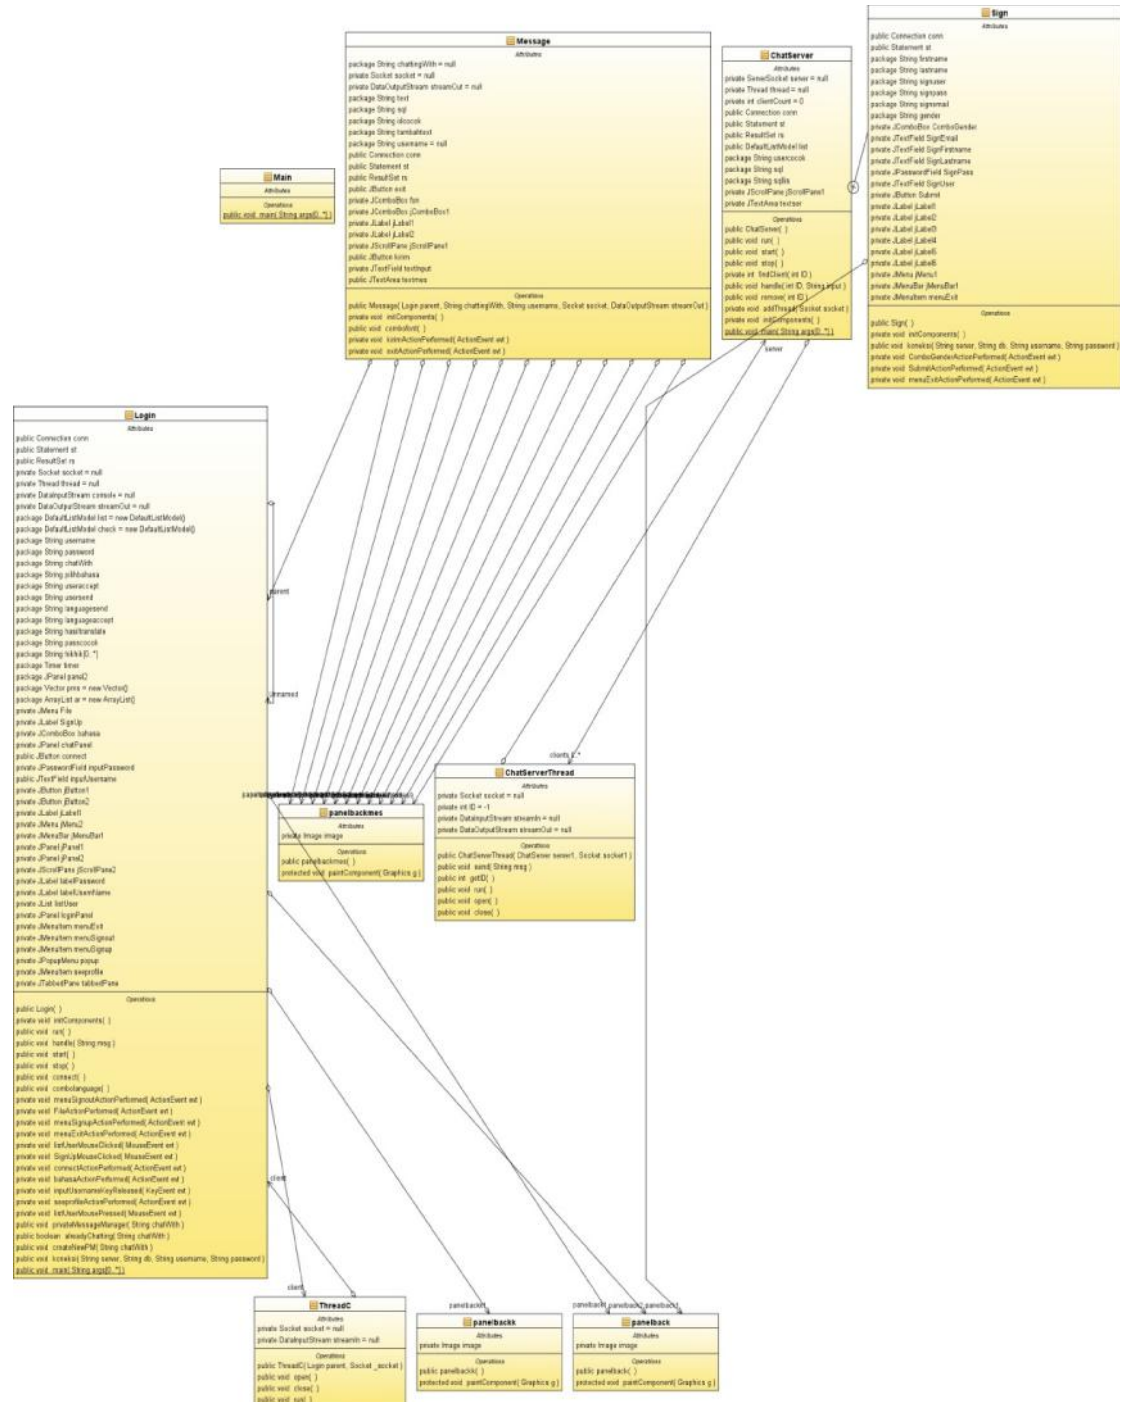 Sign
Attributes
public Connection conn
public Statement st
package String firstname
package String lastname
package String signuser
package String signpass
package String signemail
package String gender
private JComboBox ComboGender
private JTextField SignEmail
private JTextField SignFirstname
private JTextField SignLastname
private JPasswordField SignPass
private JTextField SignUser
private JButton Submit
private JLabel jLabel1
private JLabel jLabel2
private JLabel jLabel3
private JLabel jLabel4
private JLabel jLabel5
private JLabel jLabel6
private JMenu jMenu1
private JMenuBar jMenuBar1
private JMenuItem menuExit
Operations
public Sign( )
private void initComponents( )
public void koneksi( String server, String db, String username, String password )
private void ComboGenderActionPerformed( ActionEvent evt )
private void SubmitActionPerformed( ActionEvent evt )
private void menuExitActionPerformed( ActionEvent evt )
Message
Attributes
package String chattingWith = null
private Socket socket = null
private DataOutputStream streamOut = null
package String text
package String sql
package String idcocok
package String tambahtext
package String username = null
public Connection conn
public Statement st
public ResultSet rs
public JButton exit
private JComboBox fon
private JComboBox jComboBox1
private JLabel jLabel1
private JLabel jLabel2
private JScrollPane jScrollPane1
public JButton kirim
private JTextField textInput
public JTextArea textmes
Operations
public Message( Login parent, String chattingWith, String username, Socket socket, DataOutputStream streamOut )
private void initComponents( )
public void combofont( )
private void kirimActionPerformed( ActionEvent evt )
private void exitActionPerformed( ActionEvent evt )
ChatServer
Attributes
private ServerSocket server = null
private Thread thread = null
private int clientCount = 0
public Connection conn
public Statement st
public ResultSet rs
public DefaultListModel list
package String usercocok
package String sql
package String sqllis
private JScrollPane jScrollPane1
private JTextArea textser
Operations
public ChatServer( )
public void run( )
public void start( )
public void stop( )
private int findClient( int ID )
public void handle( int ID, String input )
public void remove( int ID )
private void addThread( Socket socket )
private void initComponents( )
public void main( String args[0..*] )
server
Main
Attributes
Operations
public void main( String args[0..*] )
Login
Attributes
public Connection conn
public Statement st
public ResultSet rs
private Socket socket = null
private Thread thread = null
private DataInputStream console = null
private DataOutputStream streamOut = null
package DefaultListModel list = new DefaultListModel()
package DefaultListModel check = new DefaultListModel()
package String username
package String password
package String chatWith
package String pilihbahasa
package String useraccept
package String usersend
package String languagesend
package String languageaccept
package String hasiltranslate
package String passcocok
package String
package Timer timer
package JPanel panel2
package Vector pms = new Vector()
package ArrayList ar = new ArrayList()
private JMenu File
private JLabel SignUp
private JComboBox bahasa
private JPanel chatPanel
public JButton connect
private JPasswordField inputPassword
public JTextField inputUsername
private JButton jButton1
private JButton jButton2
private JLabel jLabel1
private JMenu jMenu2
private JMenuBar jMenuBar1
private JPanel jPanel1
private JPanel jPanel2
private JScrollPane jScrollPane2
private JLabel labelPassword
private JLabel labelUsernName
private JList listUser
private JPanel loginPanel
private JMenuItem menuExit
private JMenuItem menuSignout
private JMenuItem menuSignup
private JPopupMenu popup
private JMenuItem seeprofile
private JTabbedPane tabbedPane
Operations
public Login( )
private void initComponents( )
public void run( )
public void handle( String msg )
public void start( )
public void stop( )
public void connect( )
public void combolanguage( )
private void menuSignoutActionPerformed( ActionEvent evt )
private void FileActionPerformed( ActionEvent evt )
private void menuSignupActionPerformed( ActionEvent evt )
private void menuExitActionPerformed( ActionEvent evt )
private void listUserMouseClicked( MouseEvent evt )
private void SignUpMouseClicked( MouseEvent evt )
private void connectActionPerformed( ActionEvent evt )
private void bahasaActionPerformed( ActionEvent evt )
private void inputUsernameKeyReleased( KeyEvent evt )
private void seeprofileActionPerformed( ActionEvent evt )
private void listUserMousePressed( MouseEvent evt )
public void privateMessageManager( String chatWith )
public boolean alreadyChatting( String chatWith )
public void createNewPM( String chatWith )
public void koneksi( String server, String db, String username, String password )
public void main( String args[0..*] )
parent
Unnamed
client
client
clients 1..*
ChatServerThread
Attributes
private Socket socket = null
private int ID = -1
private DataInputStream streamIn = null
private DataOutputStream streamOut = null
Operations
public ChatServerThread( ChatServer server1, Socket socket1 )
public void send( String msg )
public int getID( )
public void run( )
public void open( )
public void close( )
panelbackmes
Attributes
private Image image
Operations
public panelbackmes( )
protected void paintComponent( Graphics g )
ThreadC
Attributes
private Socket socket = null
private DataInputStream streamIn = null
Operations
public ThreadC( Login parent, Socket _socket )
public void open( )
public void close( )
public void run( )
panelbackk1
panelbackk
Attributes
private Image image
Operations
public panelbackk( )
protected void paintComponent( Graphics g )
panelback1 panelback2 panelback1
panelback
Attributes
private Image image
Operations
public panelback( )
protected void paintComponent( Graphics g )